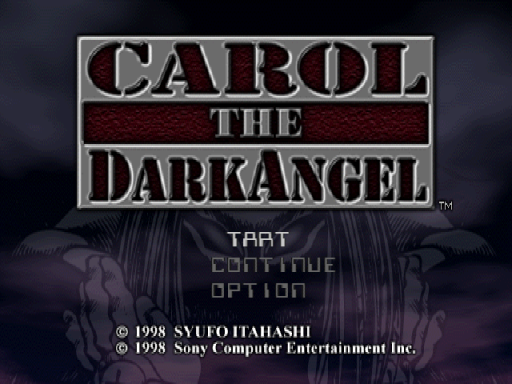 CAROL
THE
DARKANGEL
TM
TART
CONTINUE
OPTION
© 1998 SYUFO ITAHASHI
© 1998 Sony Computer Entertainment Inc.